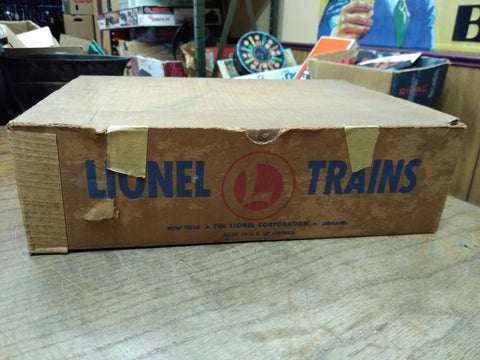 LIONEL L TRAINS
NEW YORK • THE LIONEL CORPORATION • CHICAGO
MADE IN U.S. OF AMERICA
B